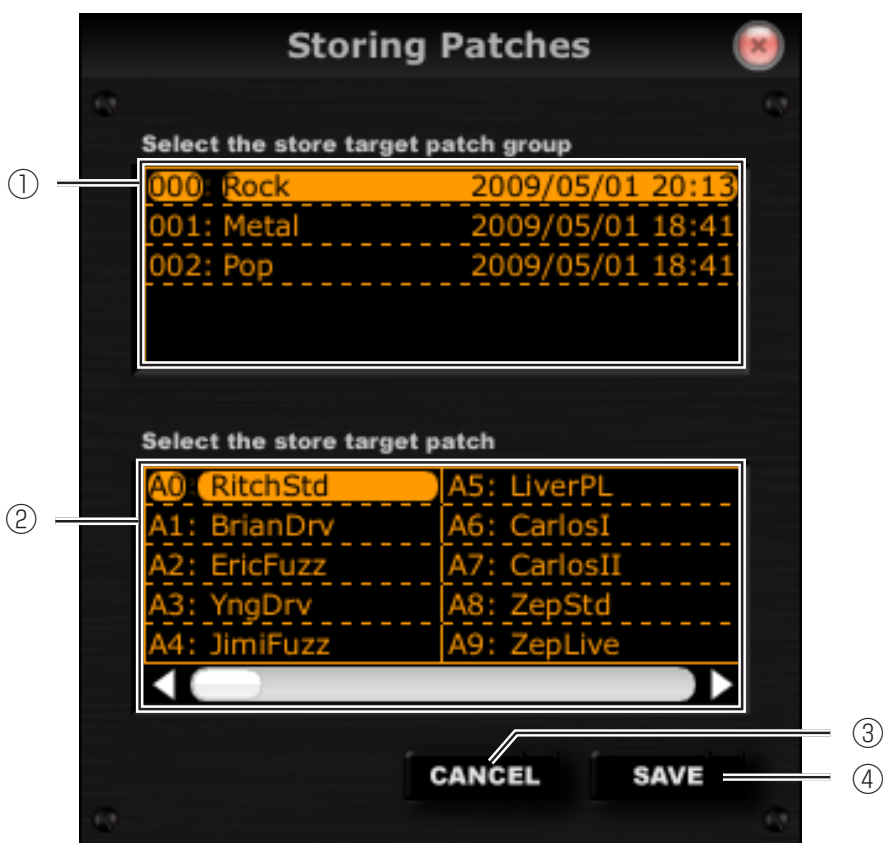 Storing Patches
Select the store target patch group
① 000: Rock 2009/05/01 20:13
001: Metal 2009/05/01 18:41
002: Pop 2009/05/01 18:41
Select the store target patch
A0: RitchStd A5: LiverPL
② A1: BrianDrv A6: CarlosI
A2: EricFuzz A7: CarlosII
A3: YngDrv A8: ZepStd
A4: JimiFuzz A9: ZepLive
③
CANCEL SAVE ④